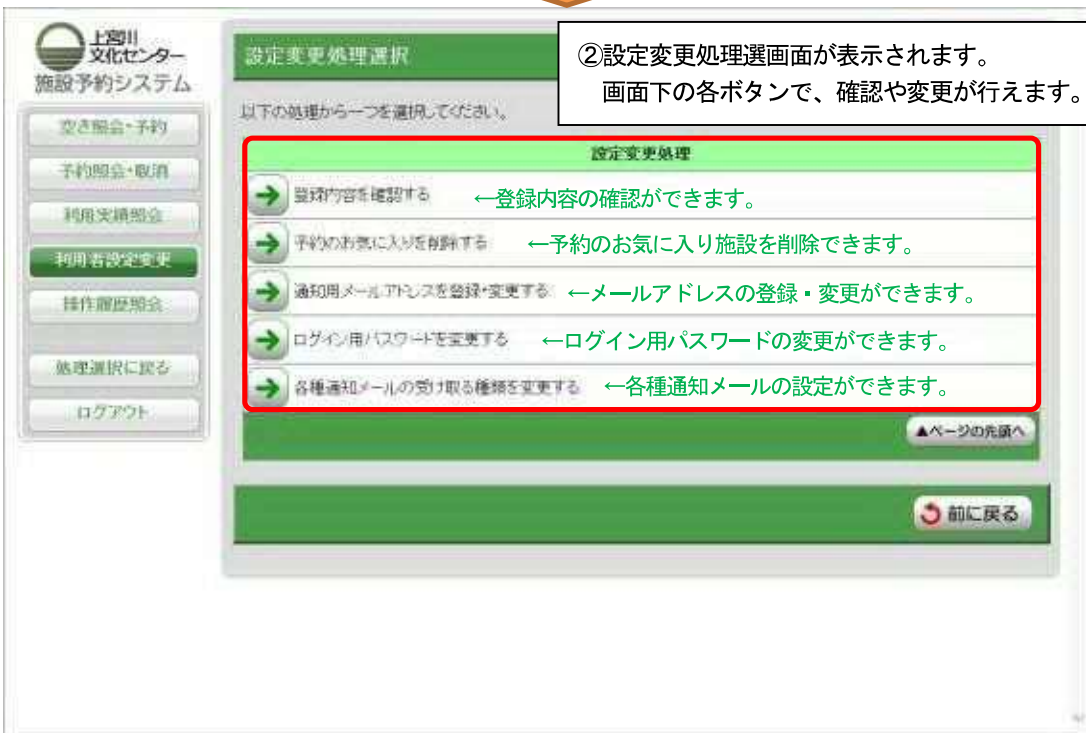 上宮川
文化センター
施設予約システム
空き照会・予約
予約照会・取消
利用実績照会
利用者設定変更
操作履歴照会
処理選択に戻る
ログアウト
設定変更処理選択
②設定変更処理選画面が表示されます。
画面下の各ボタンで、確認や変更が行えます。
以下の処理から一つを選択してください。
設定変更処理
登録内容を確認する ←登録内容の確認ができます。
予約のお気に入りを削除する ←予約のお気に入り施設を削除できます。
通知用メールアドレスを登録・変更する ←メールアドレスの登録・変更ができます。
ログイン用パスワードを変更する ←ログイン用パスワードの変更ができます。
各種通知メールの受け取る種類を変更する ←各種通知メールの設定ができます。
▲ページの先頭へ
前に戻る